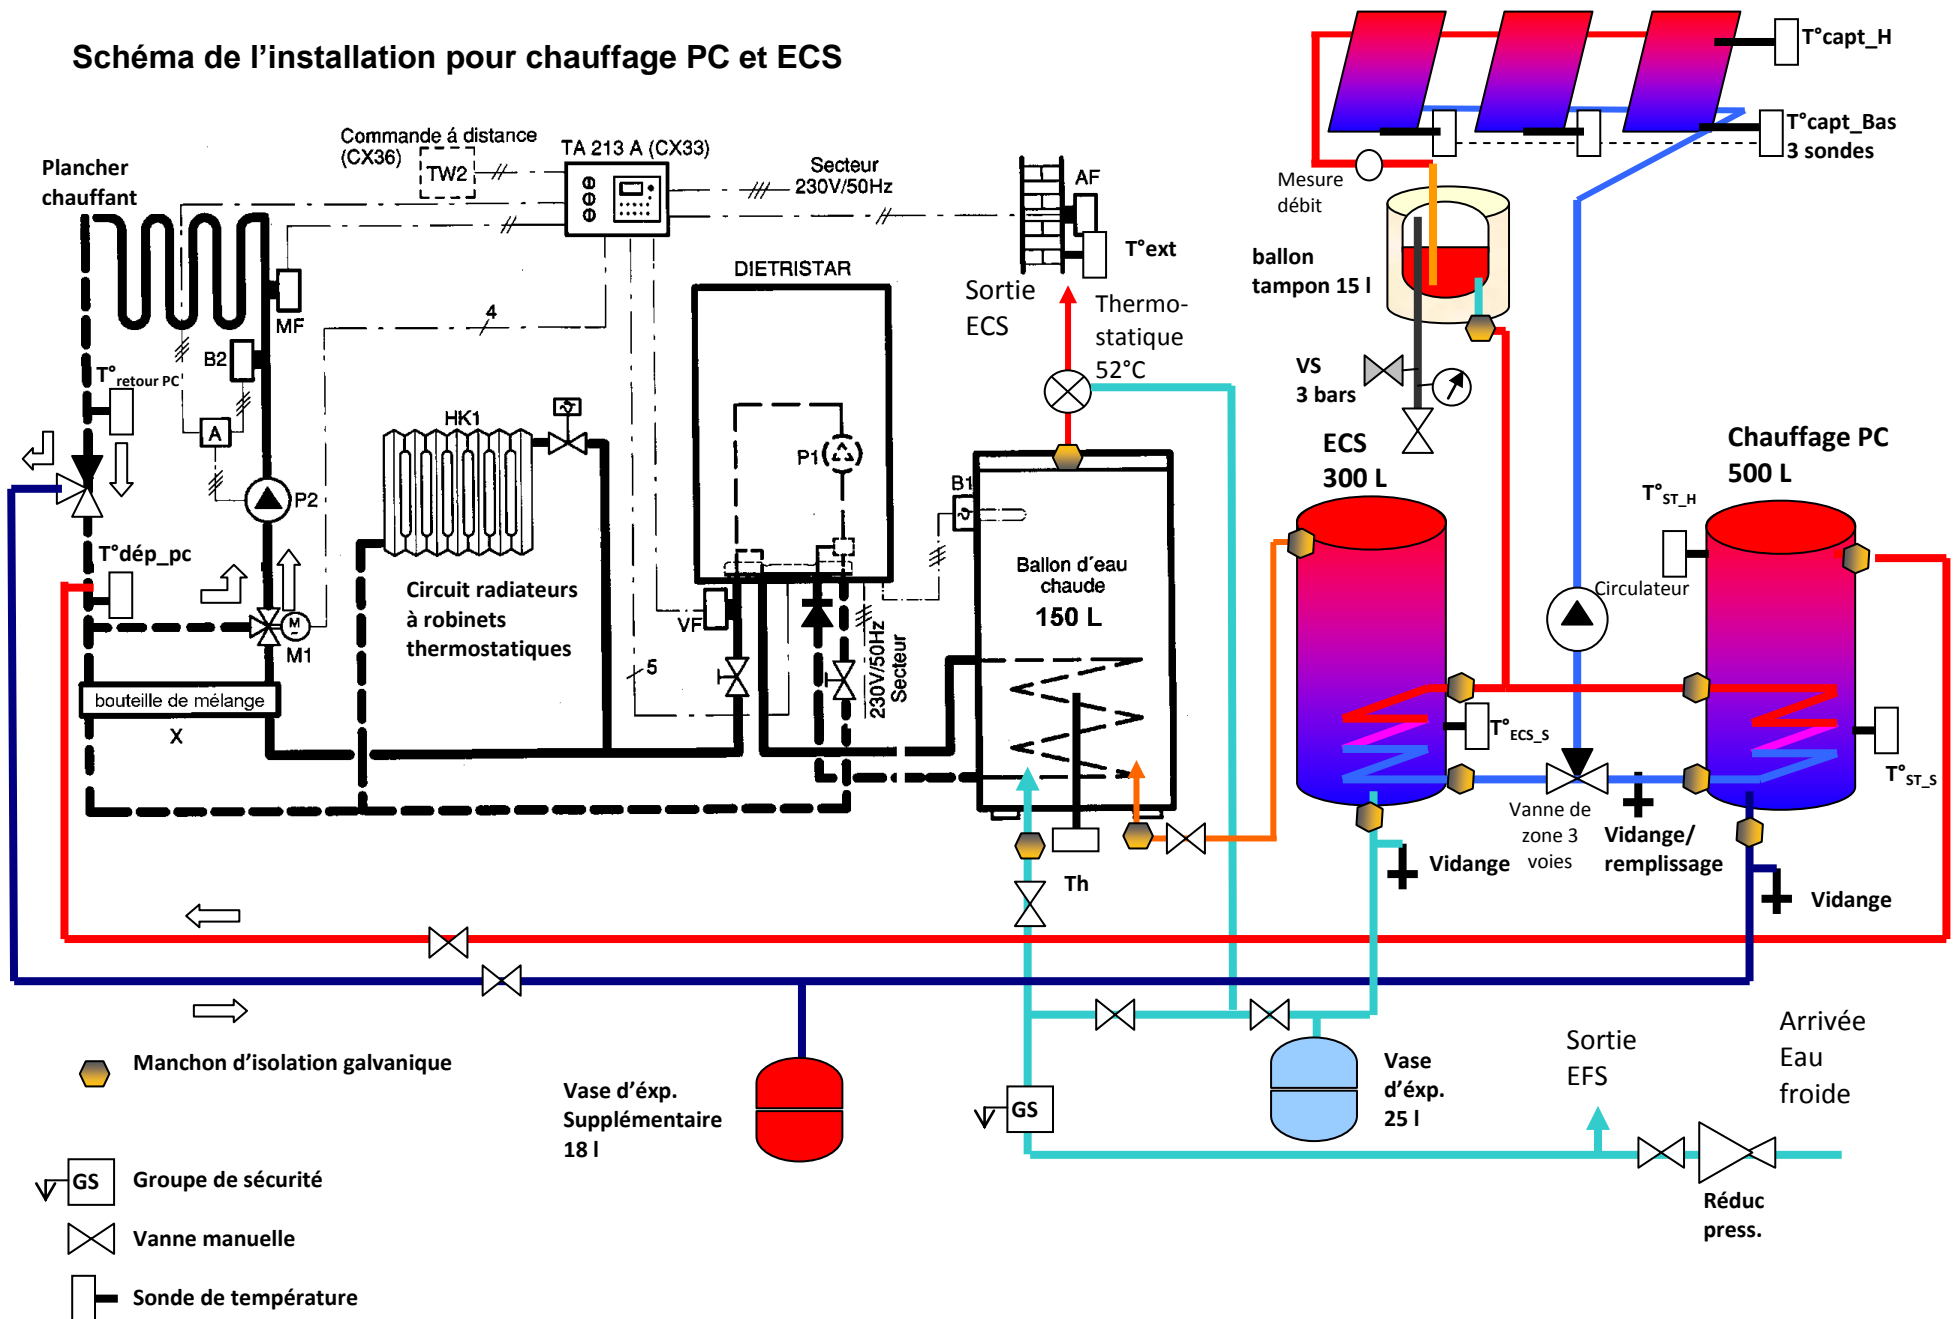 Schéma de l’installation pour chauffage PC et ECS
T°capt_H
T°capt_Bas
3 sondes
Commande á distance
(CX36)
TW2
TA 213 A (CX33)
Secteur
230V/50Hz
AF
T°ext
Plancher
chauffant
Mesure
débit
ballon
tampon 15 l
MF
4
B2
T°retour PC
A
DIETRISTAR
Sortie
ECS
Thermo-
statique
52°C
VS
3 bars
HK1
P1
P2
B1
ECS
300 L
Chauffage PC
500 L
T°ST_H
T°dép_pc
M
M1
Circuit radiateurs
à robinets
thermostatiques
VF
5
230V/50Hz
Secteur
Ballon d’eau
chaude
150 L
Circulateur
bouteille de mélange
X
T°ECS_S
T°ST_S
Vanne de
zone 3
voies
Vidange/
remplissage
Th
Vidange
Vidange
Manchon d’isolation galvanique
Vase d’éxp.
Supplémentaire
18 l
GS
Vase
d’éxp.
25 l
Sortie
EFS
Arrivée
Eau
froide
Réduc
press.
GS
Groupe de sécurité
Vanne manuelle
Sonde de température